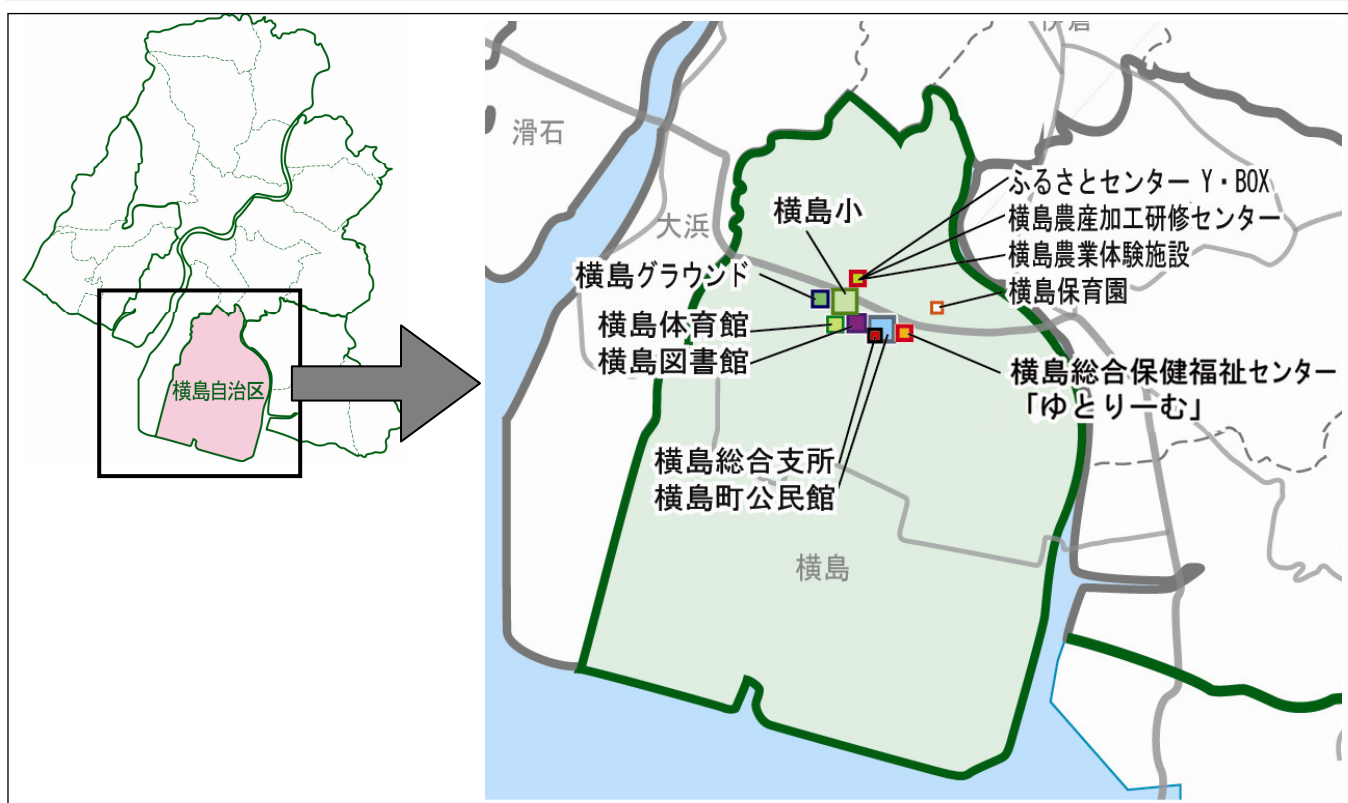 横島自治区
滑石
大浜
横島小
ふるさとセンター Y・BOX
横島農産加工研修センター
横島農業体験施設
横島保育園
横島グラウンド
横島体育館
横島図書館
横島総合保健福祉センター
「ゆとりーむ」
横島総合支所
横島町公民館
横島